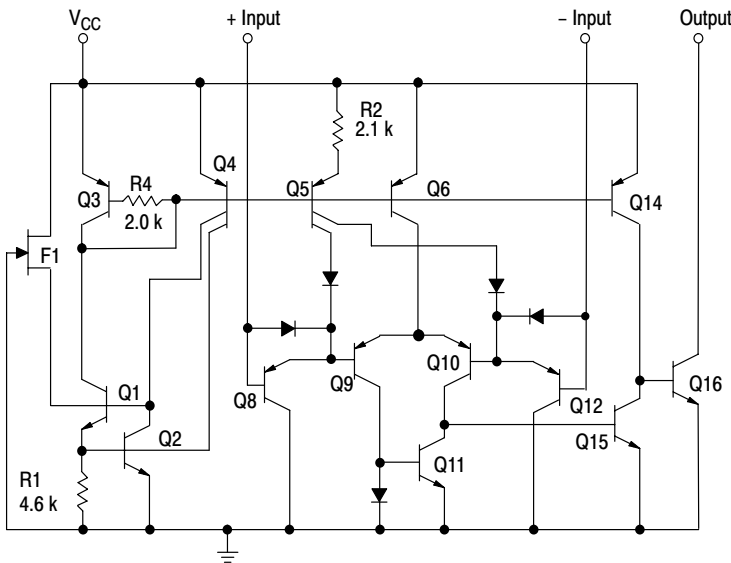 V_CC
+ Input
– Input
Output
R2
2.1 k
Q4
R4
Q3
Q5
Q6
2.0 k
Q14
F1
Q1
Q10
Q16
Q8
Q9
Q12
Q2
Q15
Q11
R1
4.6 k